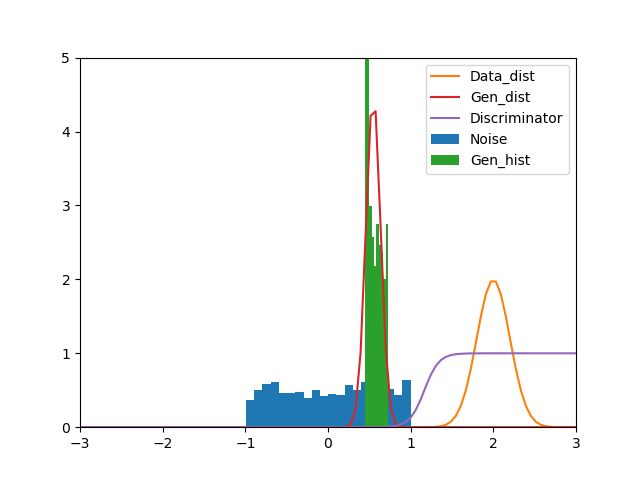 5
4
3
2
1
0
−3
−2
−1
0
1
2
3
Data_dist
Gen_dist
Discriminator
Noise
Gen_hist